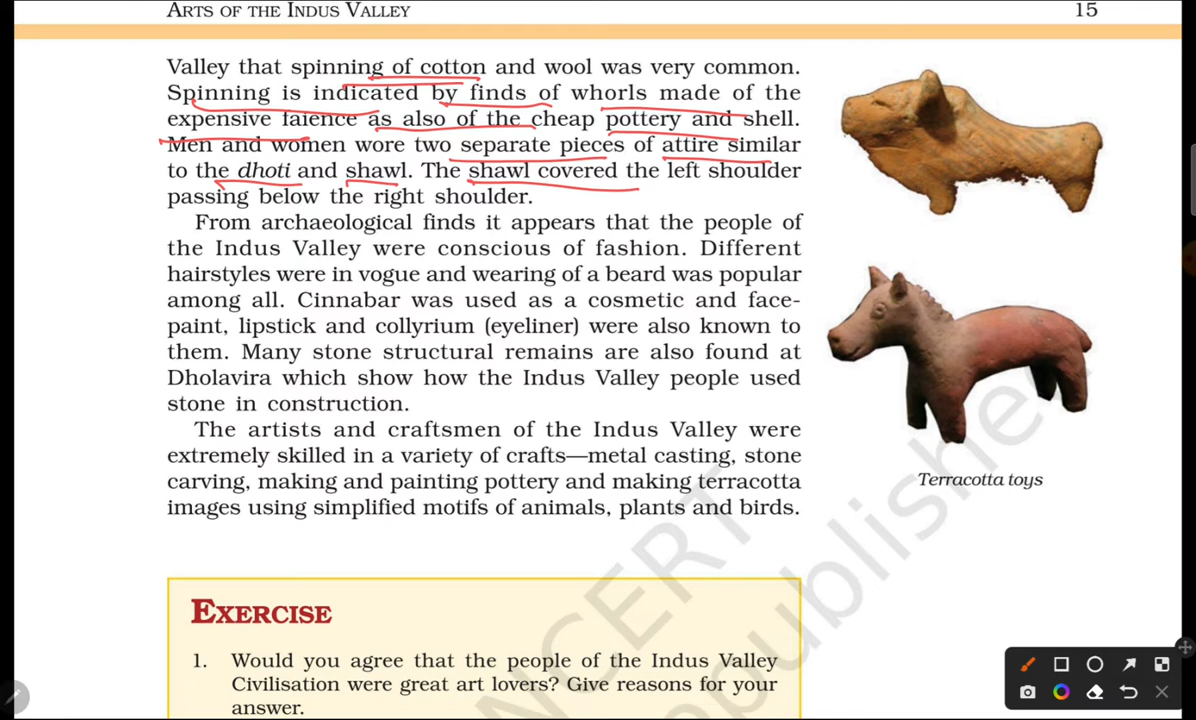 ARTS OF THE INDUS VALLEY 15
Valley that spinning of cotton and wool was very common.
Spinning is indicated by finds of whorls made of the
expensive faience as also of the cheap pottery and shell.
Men and women wore two separate pieces of attire similar
to the dhoti and shawl. The shawl covered the left shoulder
passing below the right shoulder.
From archaeological finds it appears that the people of
the Indus Valley were conscious of fashion. Different
hairstyles were in vogue and wearing of a beard was popular
among all. Cinnabar was used as a cosmetic and face-
paint, lipstick and collyrium (eyeliner) were also known to
them. Many stone structural remains are also found at
Dholavira which show how the Indus Valley people used
stone in construction.
The artists and craftsmen of the Indus Valley were
extremely skilled in a variety of crafts—metal casting, stone
carving, making and painting pottery and making terracotta
images using simplified motifs of animals, plants and birds.
Terracotta toys
EXERCISE
1. Would you agree that the people of the Indus Valley
Civilisation were great art lovers? Give reasons for your
answer.
NCERT